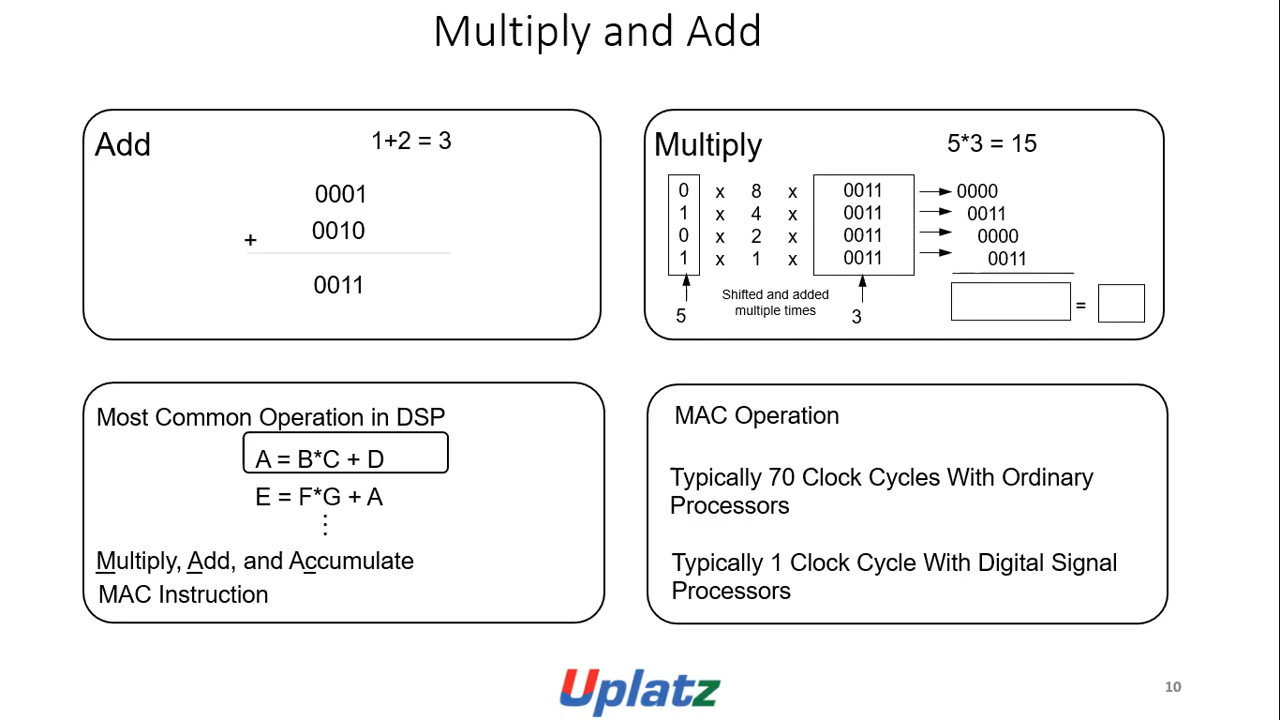 Multiply and Add
Add
1+2 = 3
0001
0010
+
0011
Multiply
5*3 = 15
0 x 8 x 0011 0000
1 x 4 x 0011 0011
0 x 2 x 0011 0000
1 x 1 x 0011 0011
Shifted and added
multiple times
5
3
=
Most Common Operation in DSP
A = B*C + D
E = F*G + A
⋮
Multiply, Add, and Accumulate
MAC Instruction
MAC Operation
Typically 70 Clock Cycles With Ordinary
Processors
Typically 1 Clock Cycle With Digital Signal
Processors
Uplatz
10